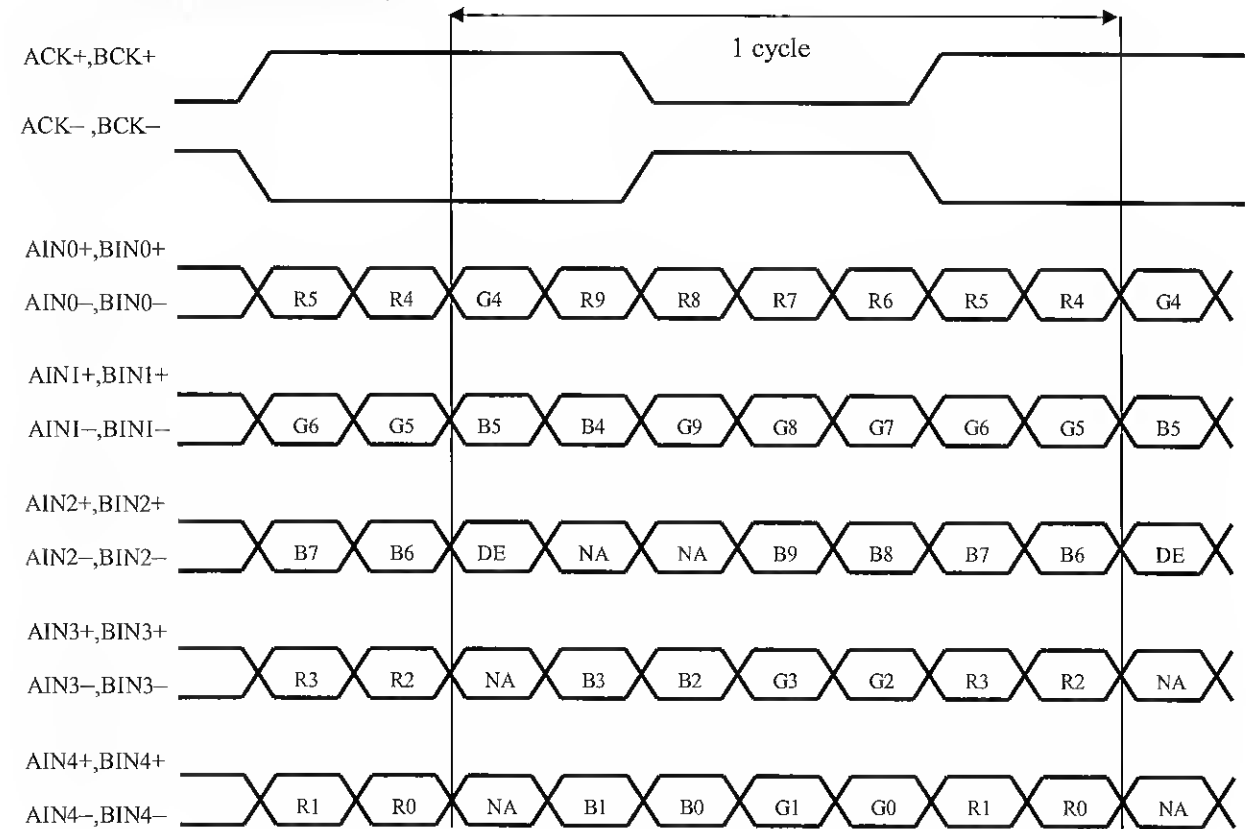 1 cycle
ACK+,BCK+
ACK– ,BCK–
AIN0+,BIN0+
AIN0–,BIN0– R5 R4 G4 R9 R8 R7 R6 R5 R4 G4
AIN1+,BIN1+
AIN1–,BIN1– G6 G5 B5 B4 G9 G8 G7 G6 G5 B5
AIN2+,BIN2+
AIN2–,BIN2– B7 B6 DE NA NA B9 B8 B7 B6 DE
AIN3+,BIN3+
AIN3–,BIN3– R3 R2 NA B3 B2 G3 G2 R3 R2 NA
AIN4+,BIN4+
AIN4–,BIN4– R1 R0 NA B1 B0 G1 G0 R1 R0 NA